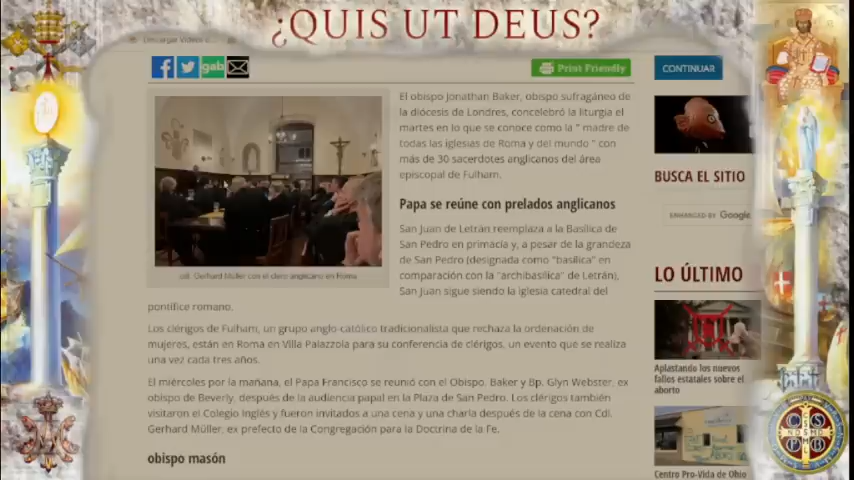 ¿QUIS UT DEUS?
Descargar Videos
gab
Print Friendly
CONTINUAR
El obispo Jonathan Baker, obispo sufragáneo de
la diócesis de Londres, concelebró la liturgia el
martes en lo que se conoce como la " madre de
todas las iglesias de Roma y del mundo " con
más de 30 sacerdotes anglicanos del área
episcopal de Fulham.
Papa se reúne con prelados anglicanos
San Juan de Letrán reemplaza a la Basílica de
San Pedro en primacía y, a pesar de la grandeza
de San Pedro (designada como "basílica" en
comparación con la "archibasílica" de Letrán),
San Juan sigue siendo la iglesia catedral del
pontífice romano.
cdl. Gerhard Müller con el clero anglicano en Roma
Los clérigos de Fulham, un grupo anglo-católico tradicionalista que rechaza la ordenación de
mujeres, están en Roma en Villa Palazzola para su conferencia de clérigos, un evento que se realiza
una vez cada tres años.
El miércoles por la mañana, el Papa Francisco se reunió con el Obispo. Baker y Bp. Glyn Webster, ex
obispo de Beverly, después de la audiencia papal en la Plaza de San Pedro. Los clérigos también
visitaron el Colegio Inglés y fueron invitados a una cena y una charla después de la cena con Cdl.
Gerhard Müller, ex prefecto de la Congregación para la Doctrina de la Fe.
obispo masón
BUSCA EL SITIO
ENHANCED BY Google
LO ÚLTIMO
Aplastando los nuevos
fallos estatales sobre el
aborto
Centro Pro-Vida de Ohio